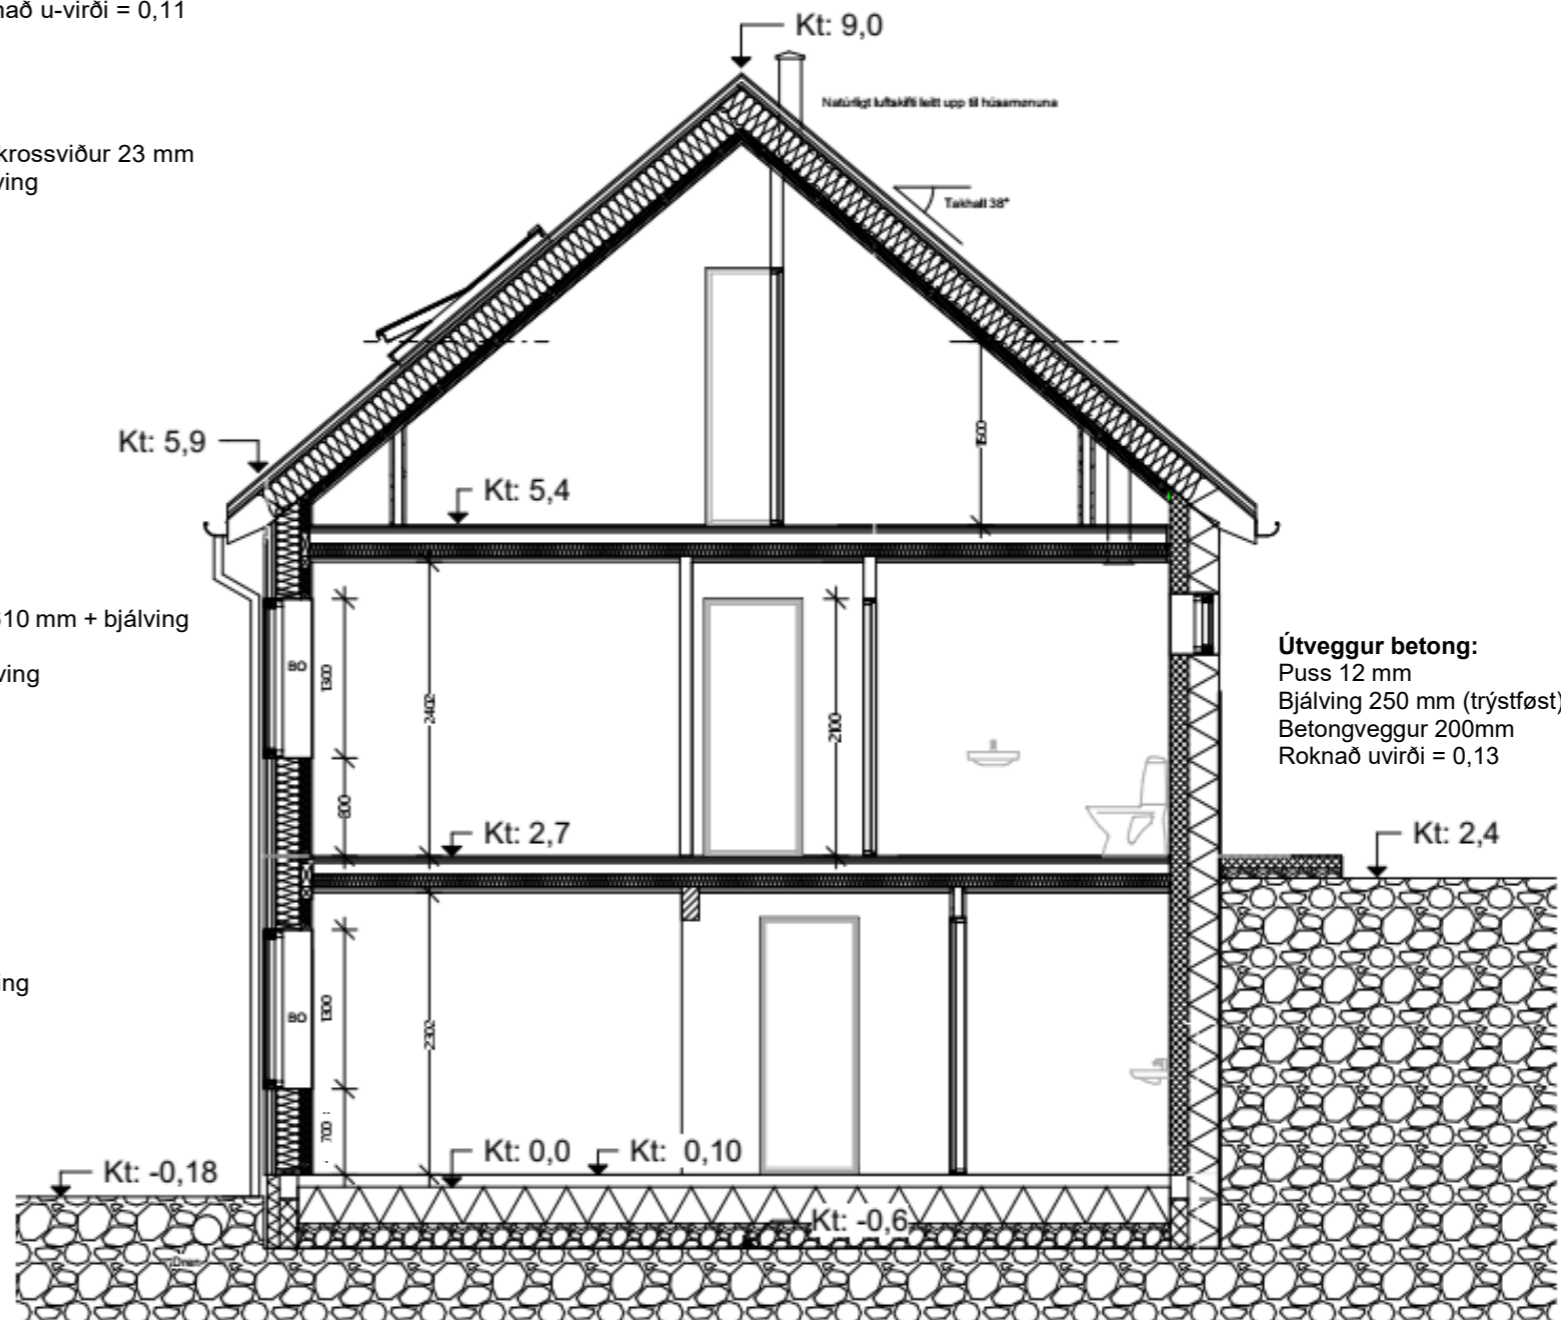 nað u-virði = 0,11
Kt: 9,0
Natúrligt luftskifti leitt upp til húsamønuna
krossviður 23 mm
ving
Takhall 38°
Kt: 5,9
1500
Kt: 5,4
610 mm + bjálving
ving
BO
1300
2402
2100
Útveggur betong:
Puss 12 mm
Bjálving 250 mm (trýstføst)
Betongveggur 200mm
Roknað uvirði = 0,13
800
Kt: 2,7
Kt: 2,4
ing
BO
1300
2302
700
Kt: 0,0
Kt: 0,10
Kt: -0,18
Kt: -0,6
Dren